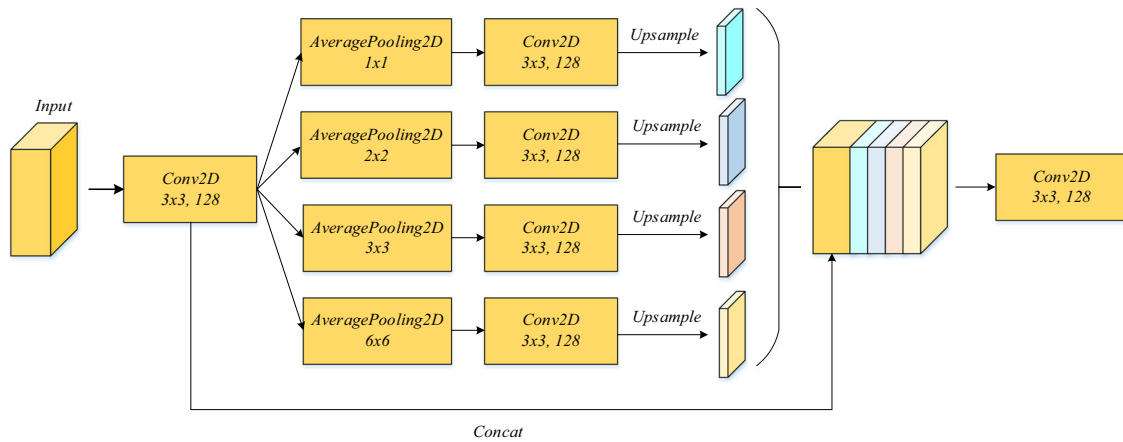 Input
Conv2D
3x3, 128
AveragePooling2D
1x1
Conv2D
3x3, 128
Upsample
AveragePooling2D
2x2
Conv2D
3x3, 128
Upsample
AveragePooling2D
3x3
Conv2D
3x3, 128
Upsample
AveragePooling2D
6x6
Conv2D
3x3, 128
Upsample
Conv2D
3x3, 128
Concat